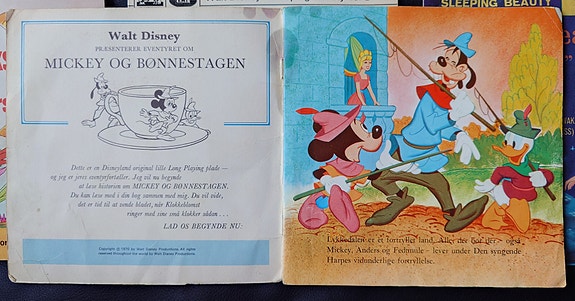 SLEEPING BEAUTY
Walt Disney
PRÆSENTERER EVENTYRET OM
MICKEY OG BØNNESTAGEN
Dette er en Disneyland original lille Long Playing plade —
og jeg er jeres eventyrfortæller. Jeg vil nu begynde
at læse historien om MICKEY OG BØNNESTAGEN.
Du kan læse med i din bog sammen med mig. Du vil vide,
det er tid til at vende bladet, når Klokkeblomst
ringer med sine små klokker sådan . . .
LAD OS BEGYNDE NU:
Copyright © 1970 by Walt Disney Productions. All rights
reserved throughout the world by Walt Disney Productions.
Lykkedalen er et fortryllet land. Alle, der bor der – også
Mickey, Anders og Fedtmule – lever under Den syngende
Harpes vidunderlige fortryllelse.